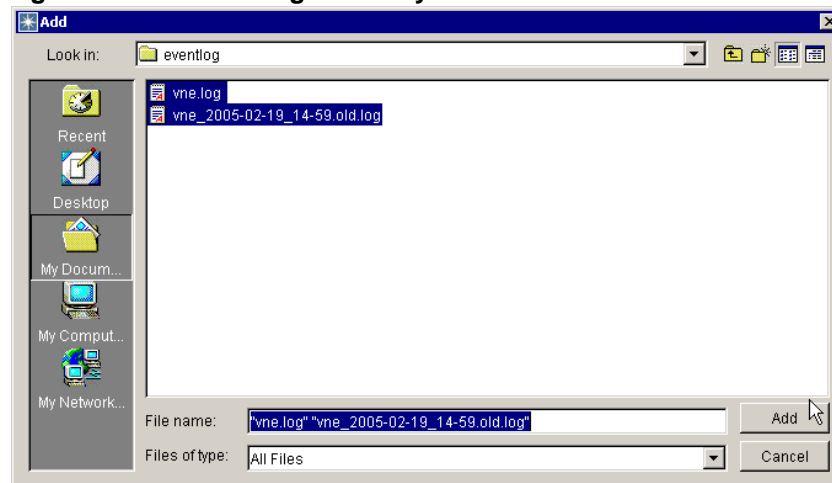 Add
Look in:
eventlog
vne.log
vne_2005-02-19_14-59.old.log
Recent
Desktop
My Docum...
My Comput...
My Network...
File name:
"vne.log" "vne_2005-02-19_14-59.old.log"
Add
Files of type:
All Files
Cancel